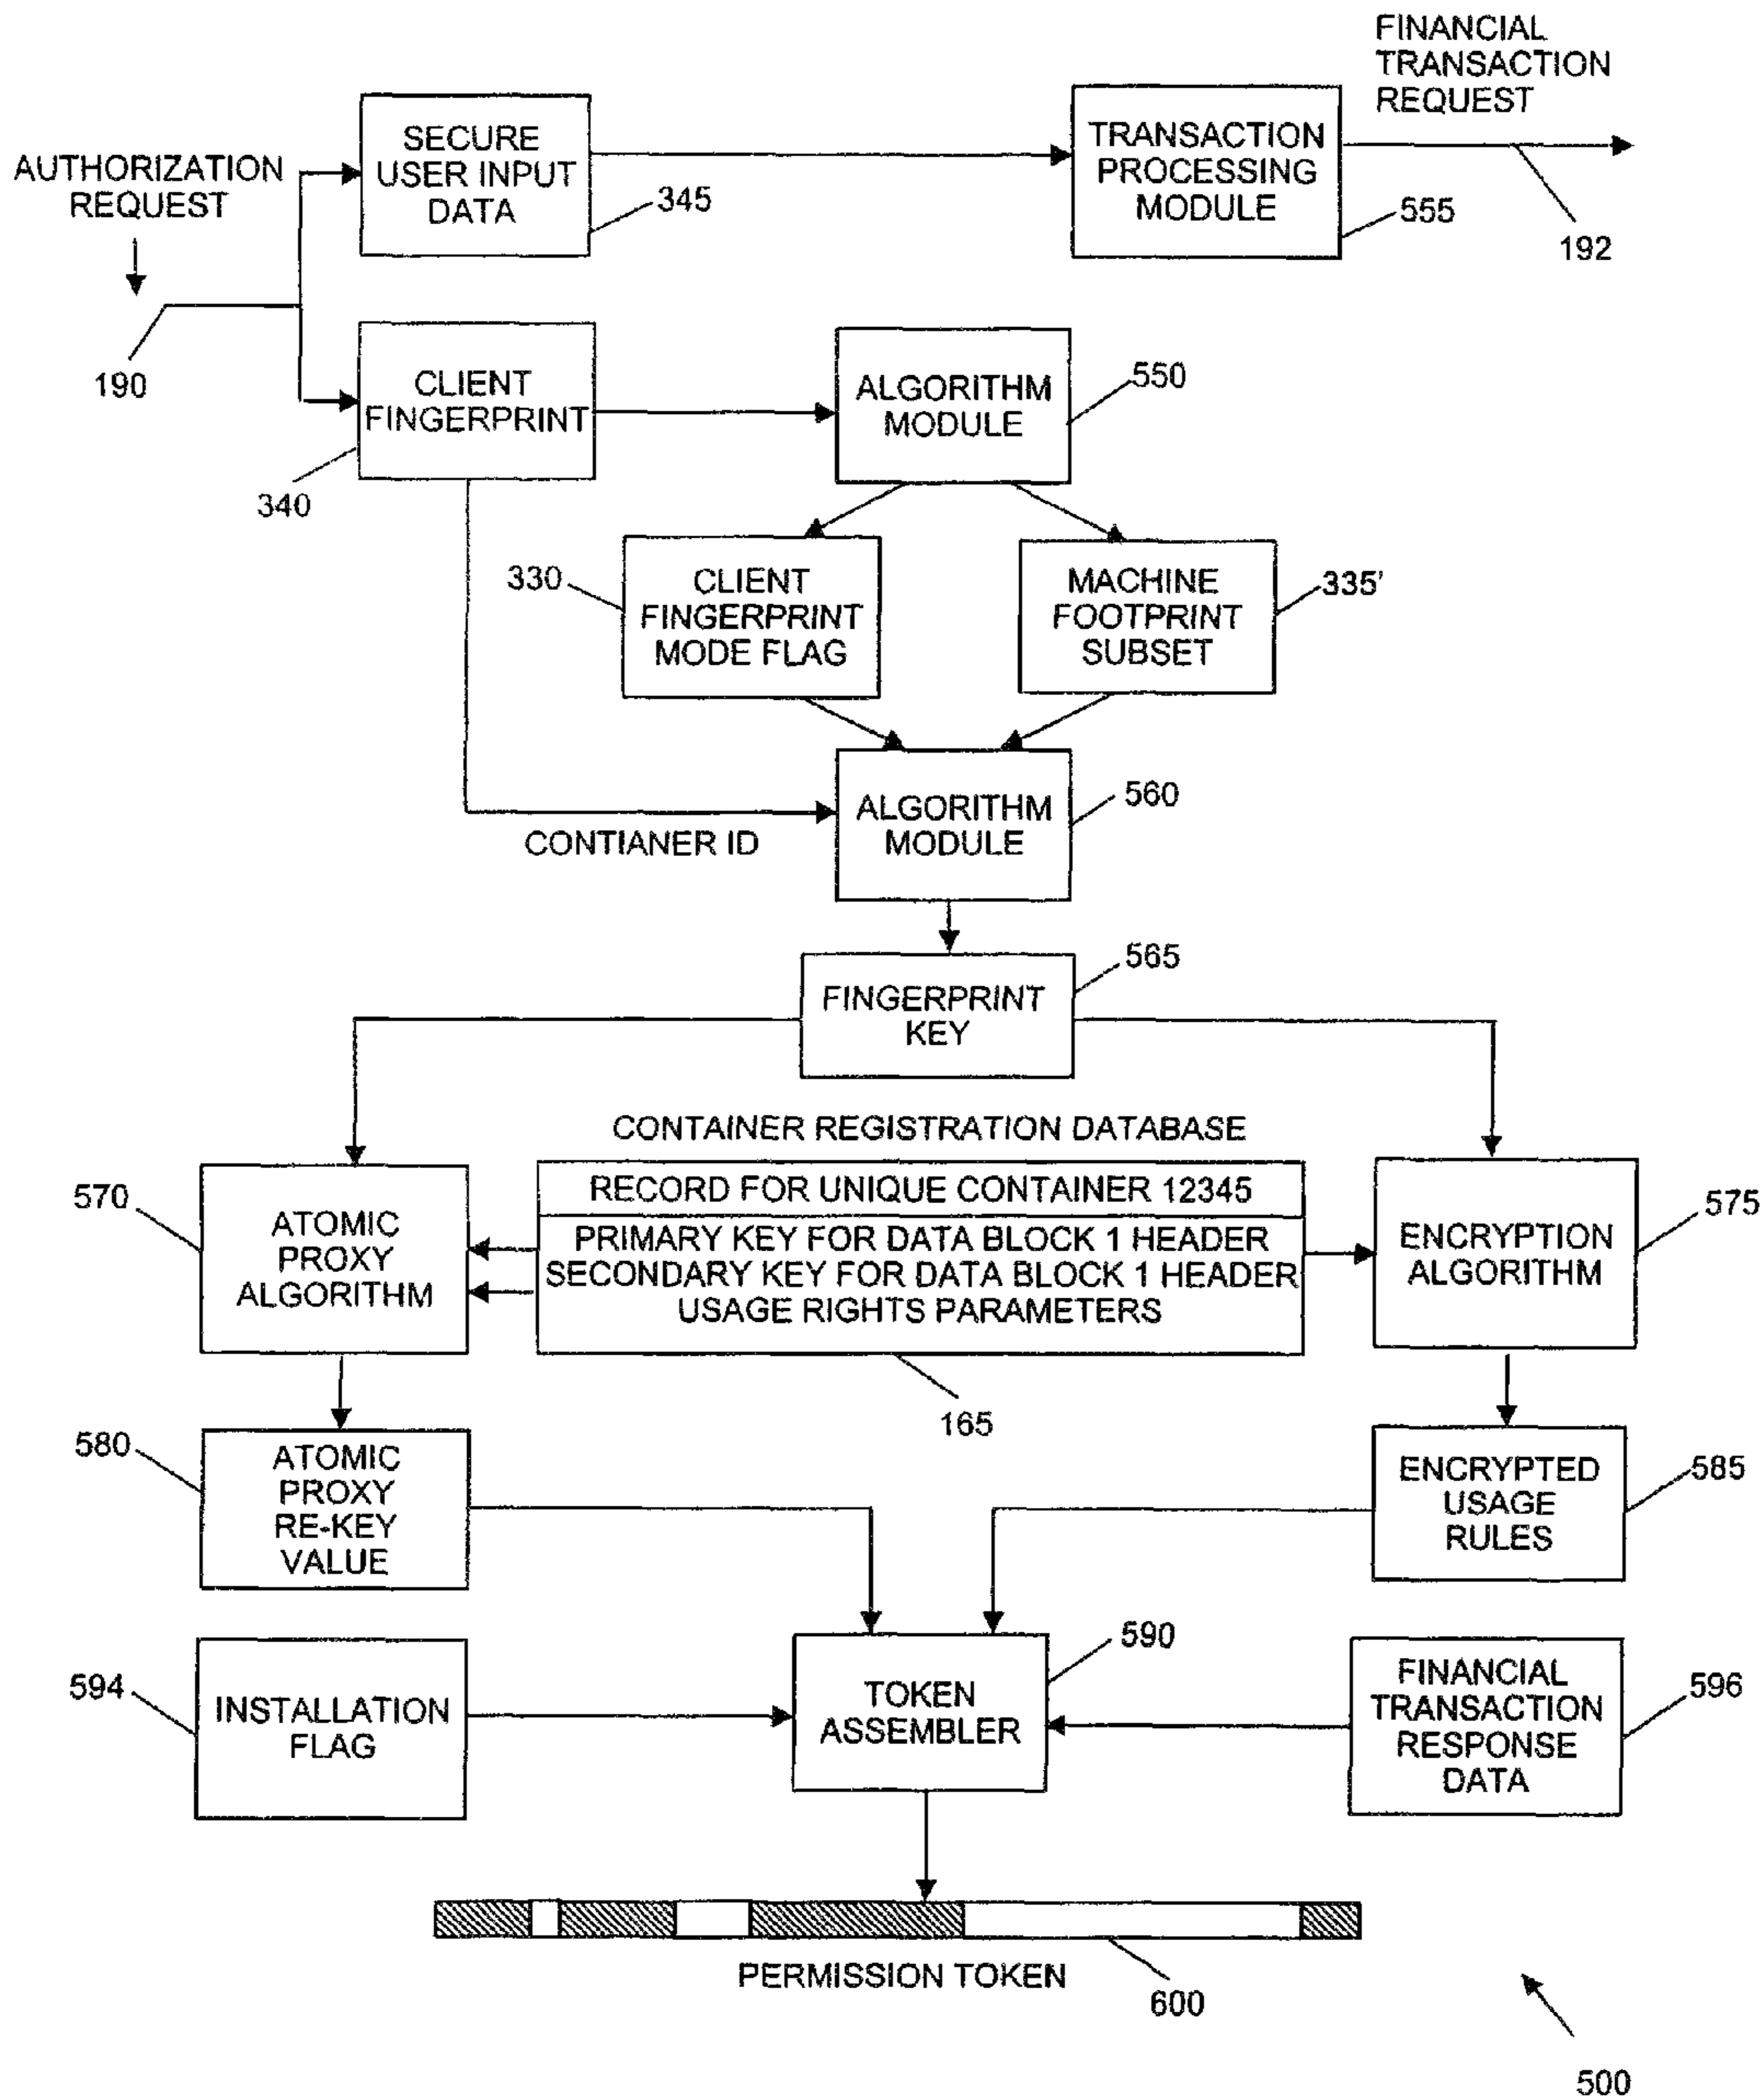 FINANCIAL
TRANSACTION
REQUEST
AUTHORIZATION
REQUEST
SECURE
USER INPUT
DATA
345
TRANSACTION
PROCESSING
MODULE
555
192
190
CLIENT
FINGERPRINT
340
ALGORITHM
MODULE
550
330
CLIENT
FINGERPRINT
MODE FLAG
MACHINE
FOOTPRINT
SUBSET
335'
CONTIANER ID
ALGORITHM
MODULE
560
FINGERPRINT
KEY
565
CONTAINER REGISTRATION DATABASE
570
ATOMIC
PROXY
ALGORITHM
RECORD FOR UNIQUE CONTAINER 12345
PRIMARY KEY FOR DATA BLOCK 1 HEADER
SECONDARY KEY FOR DATA BLOCK 1 HEADER
USAGE RIGHTS PARAMETERS
165
ENCRYPTION
ALGORITHM
575
580
ATOMIC
PROXY
RE-KEY
VALUE
ENCRYPTED
USAGE
RULES
585
594
INSTALLATION
FLAG
TOKEN
ASSEMBLER
590
FINANCIAL
TRANSACTION
RESPONSE
DATA
596
PERMISSION TOKEN
600
500